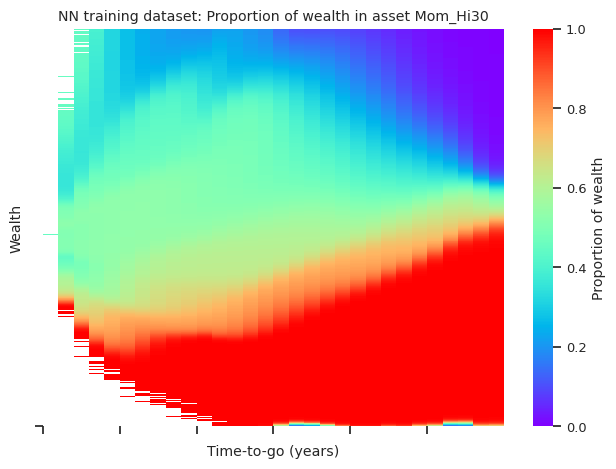 NN training dataset: Proportion of wealth in asset Mom_Hi30
Wealth
Time-to-go (years)
1.0
0.8
0.6
0.4
0.2
0.0
Proportion of wealth